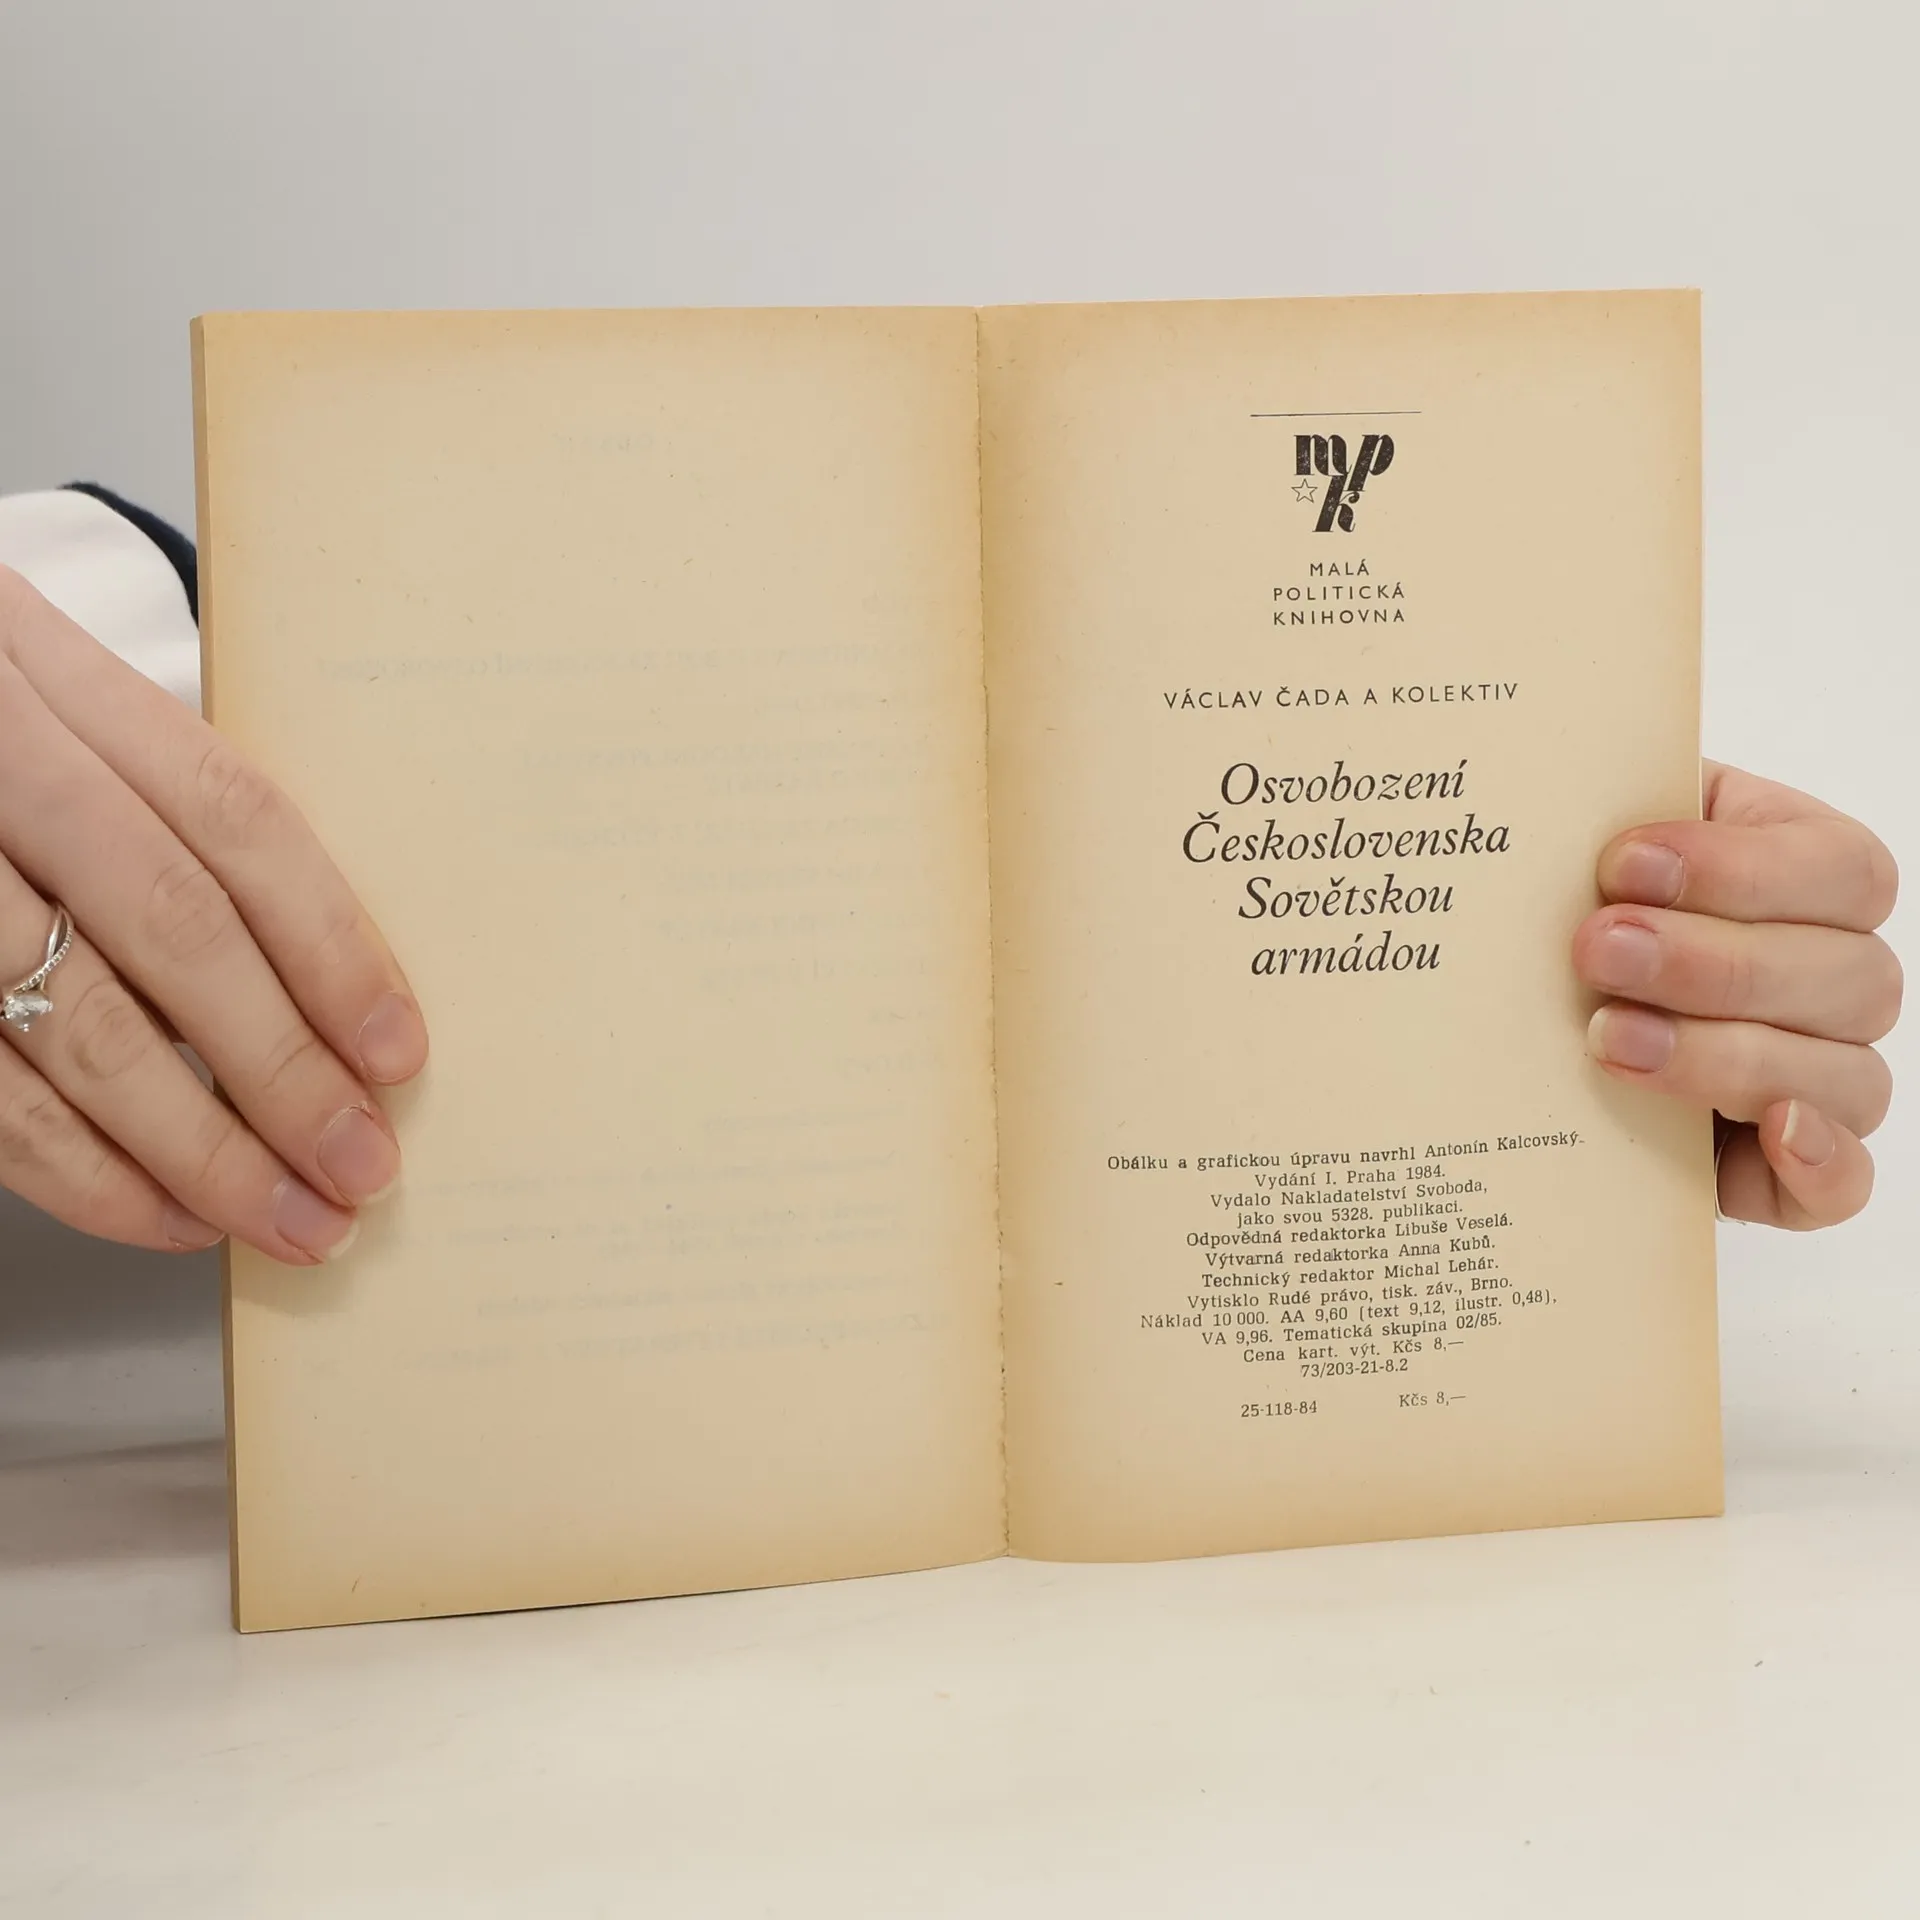 mpk
MALÁ
POLITICKÁ
KNIHOVNA
VÁCLAV ČADA A KOLEKTIV
Osvobození
Československa
Sovětskou
armádou
Obálku a grafickou úpravu navrhl Antonín Kalcovský.
Vydání I. Praha 1984.
Vydalo Nakladatelství Svoboda,
jako svou 5328. publikaci.
Odpovědná redaktorka Libuše Veselá.
Výtvarná redaktorka Anna Kubů.
Technický redaktor Michal Lehár.
Vytisklo Rudé právo, tisk. záv., Brno.
Náklad 10 000. AA 9,60 (text 9,12, ilustr. 0,48),
VA 9,96. Tematická skupina 02/85.
Cena kart. výt. Kčs 8,—
73/203-21-8.2
25-118-84 Kčs 8,—